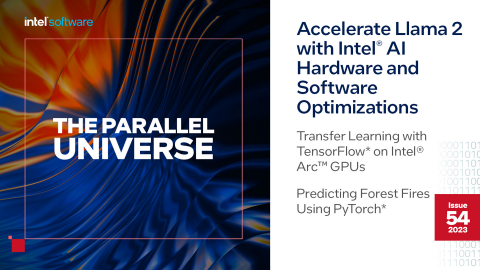 intel software
THE PARALLEL
UNIVERSE
Accelerate Llama 2
with Intel® AI
Hardware and
Software
Optimizations
Transfer Learning with
TensorFlow* on Intel®
Arc™ GPUs
Predicting Forest Fires
Using PyTorch*
Issue
54
2023